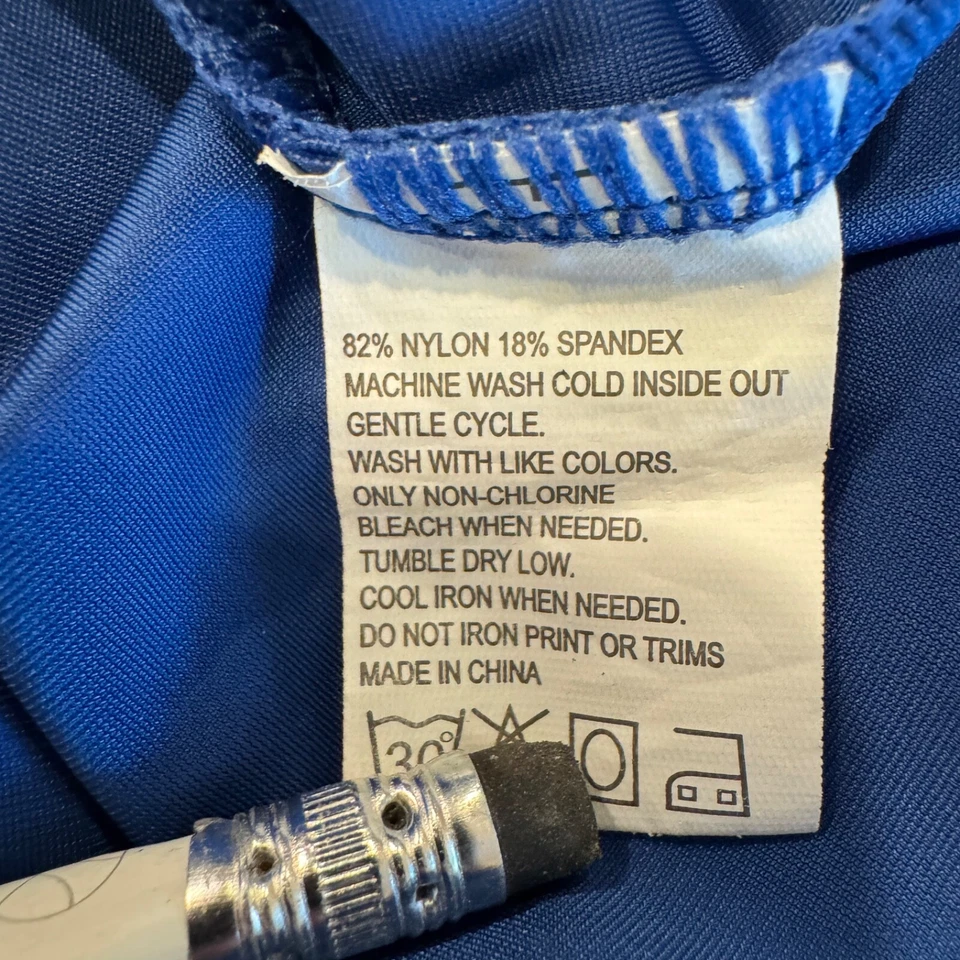 82% NYLON 18% SPANDEX
MACHINE WASH COLD INSIDE OUT
GENTLE CYCLE.
WASH WITH LIKE COLORS.
ONLY NON-CHLORINE
BLEACH WHEN NEEDED.
TUMBLE DRY LOW.
COOL IRON WHEN NEEDED.
DO NOT IRON PRINT OR TRIMS
MADE IN CHINA
30°